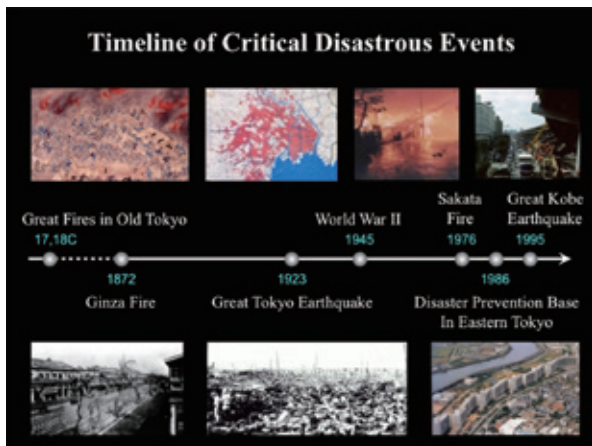 Timeline of Critical Disastrous Events
Great Fires in Old Tokyo
World War II
Sakata
Fire
Great Kobe
Earthquake
17,18C
1945
1976
1995
1872
1923
1986
Ginza Fire
Great Tokyo Earthquake
Disaster Prevention Base
In Eastern Tokyo